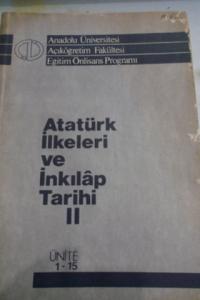 Anadolu Üniversitesi
Açıköğretim Fakültesi
Eğitim Önlisans Programı
Atatürk
İlkeleri
ve
İnkılâp
Tarihi
II
ÜNİTE
1 - 15